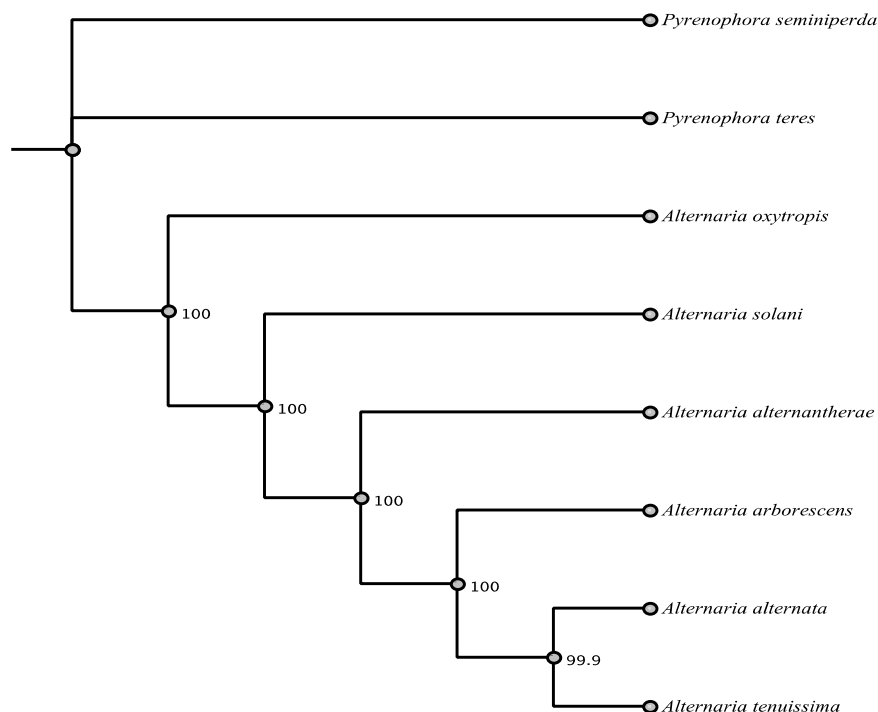 Pyrenophora seminiperda
Pyrenophora teres
Alternaria oxytropis
100
Alternaria solani
100
Alternaria alternantherae
100
Alternaria arborescens
100
Alternaria alternata
99.9
Alternaria tenuissima